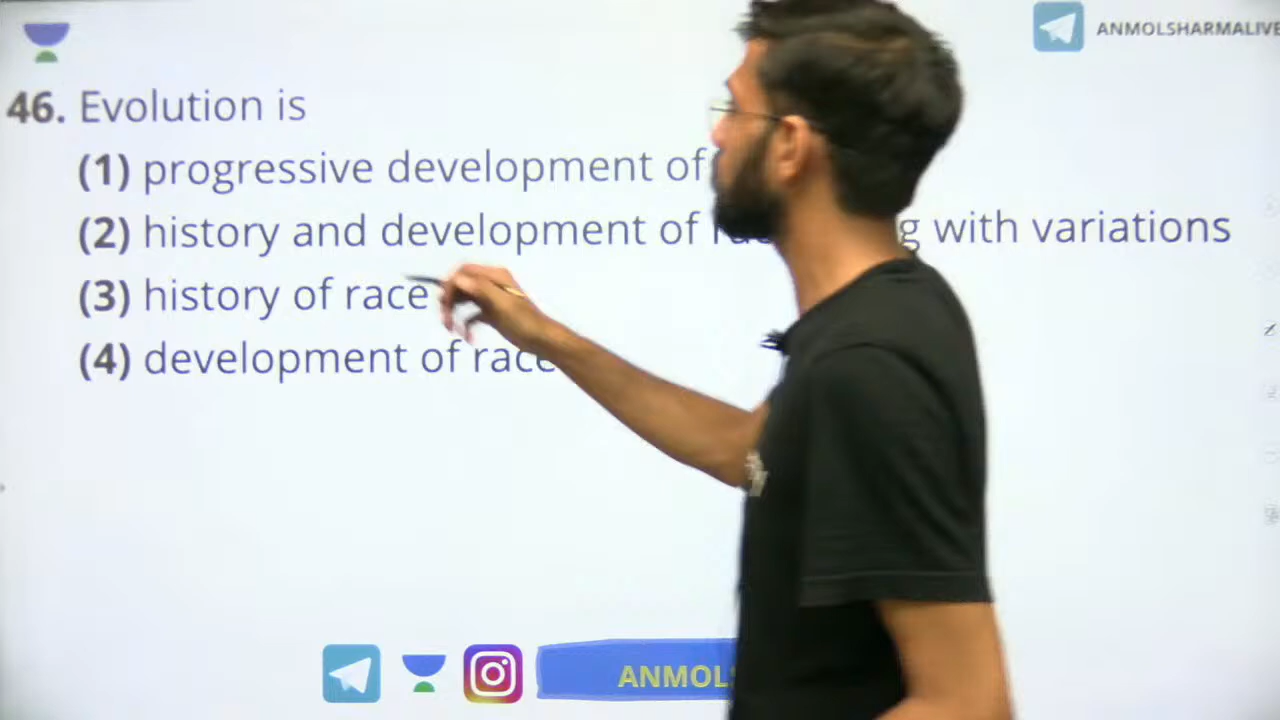 ANMOLSHARMALIVE
46. Evolution is
(1) progressive development of
(2) history and development of with variations
(3) history of race
(4) development of race
ANMOL